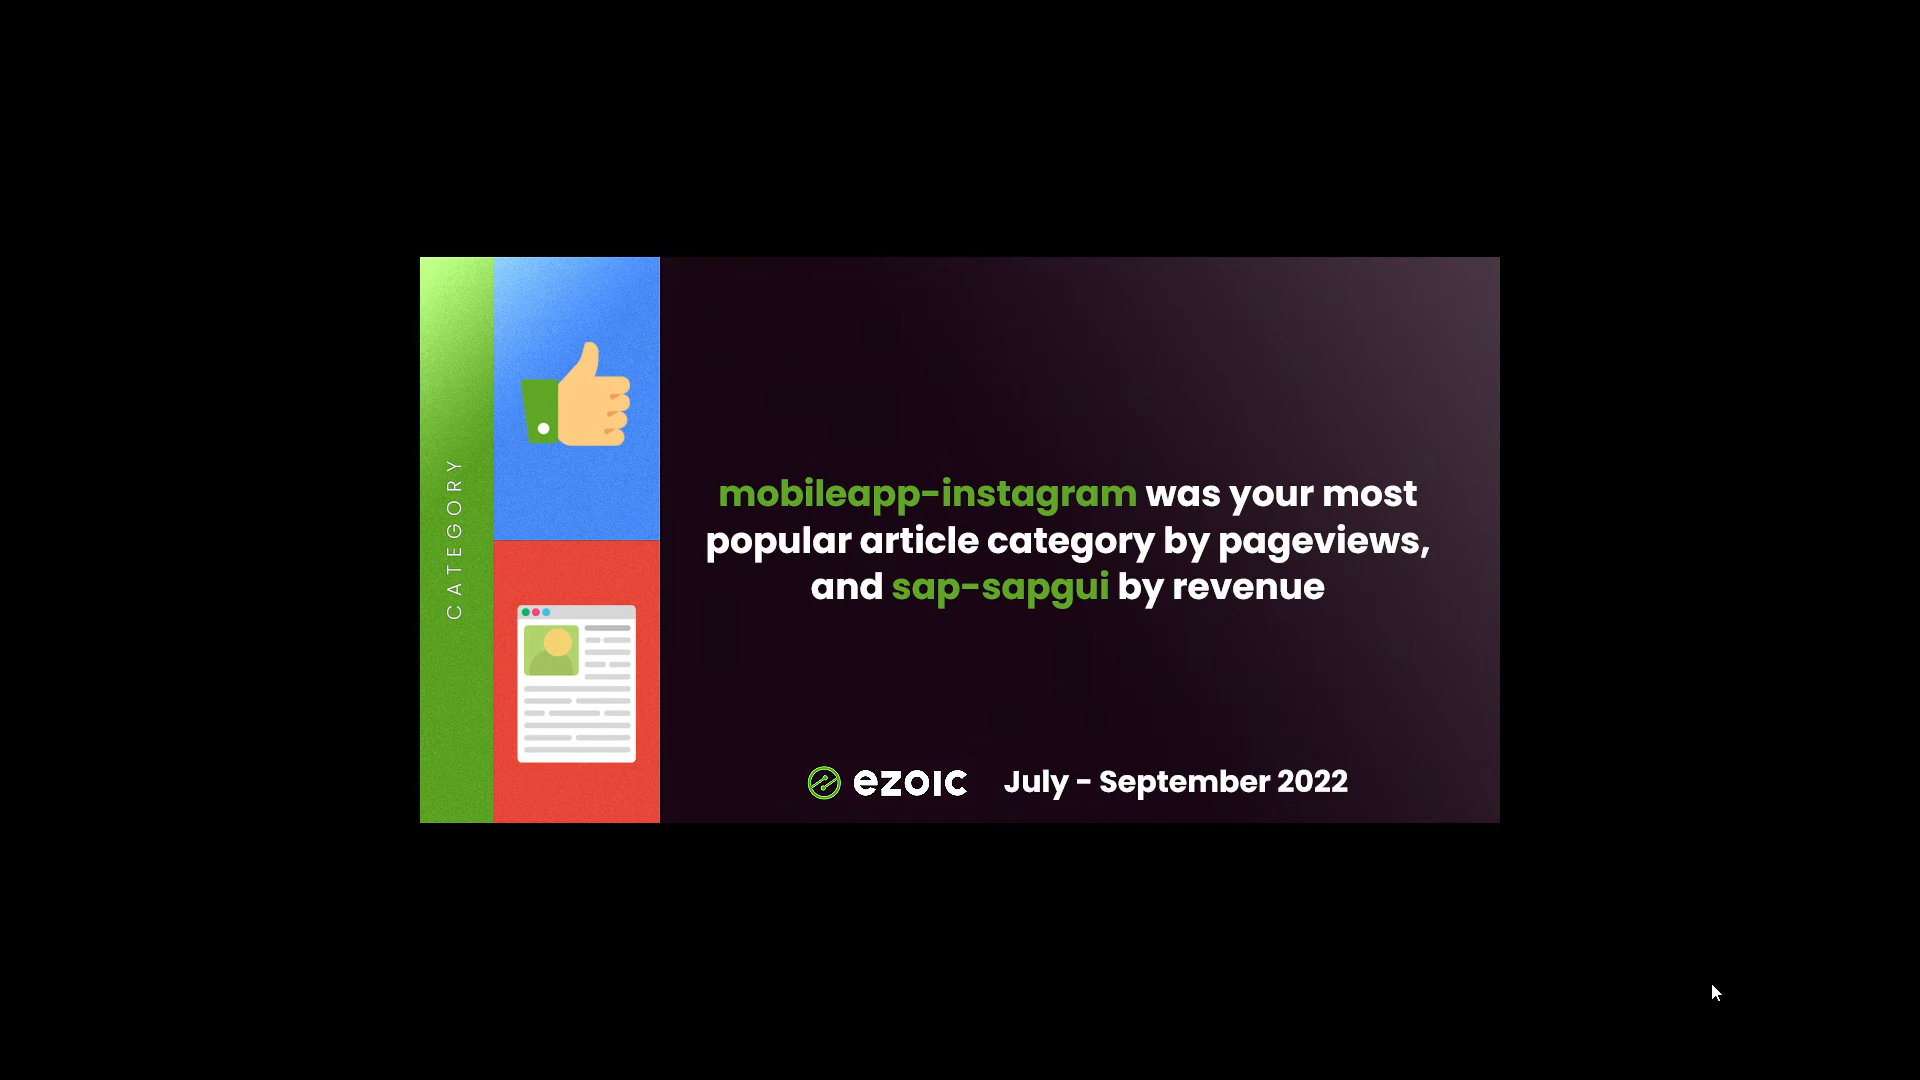 CATEGORY
mobileapp-instagram was your most
popular article category by pageviews,
and sap-sapgui by revenue
ezoic July - September 2022